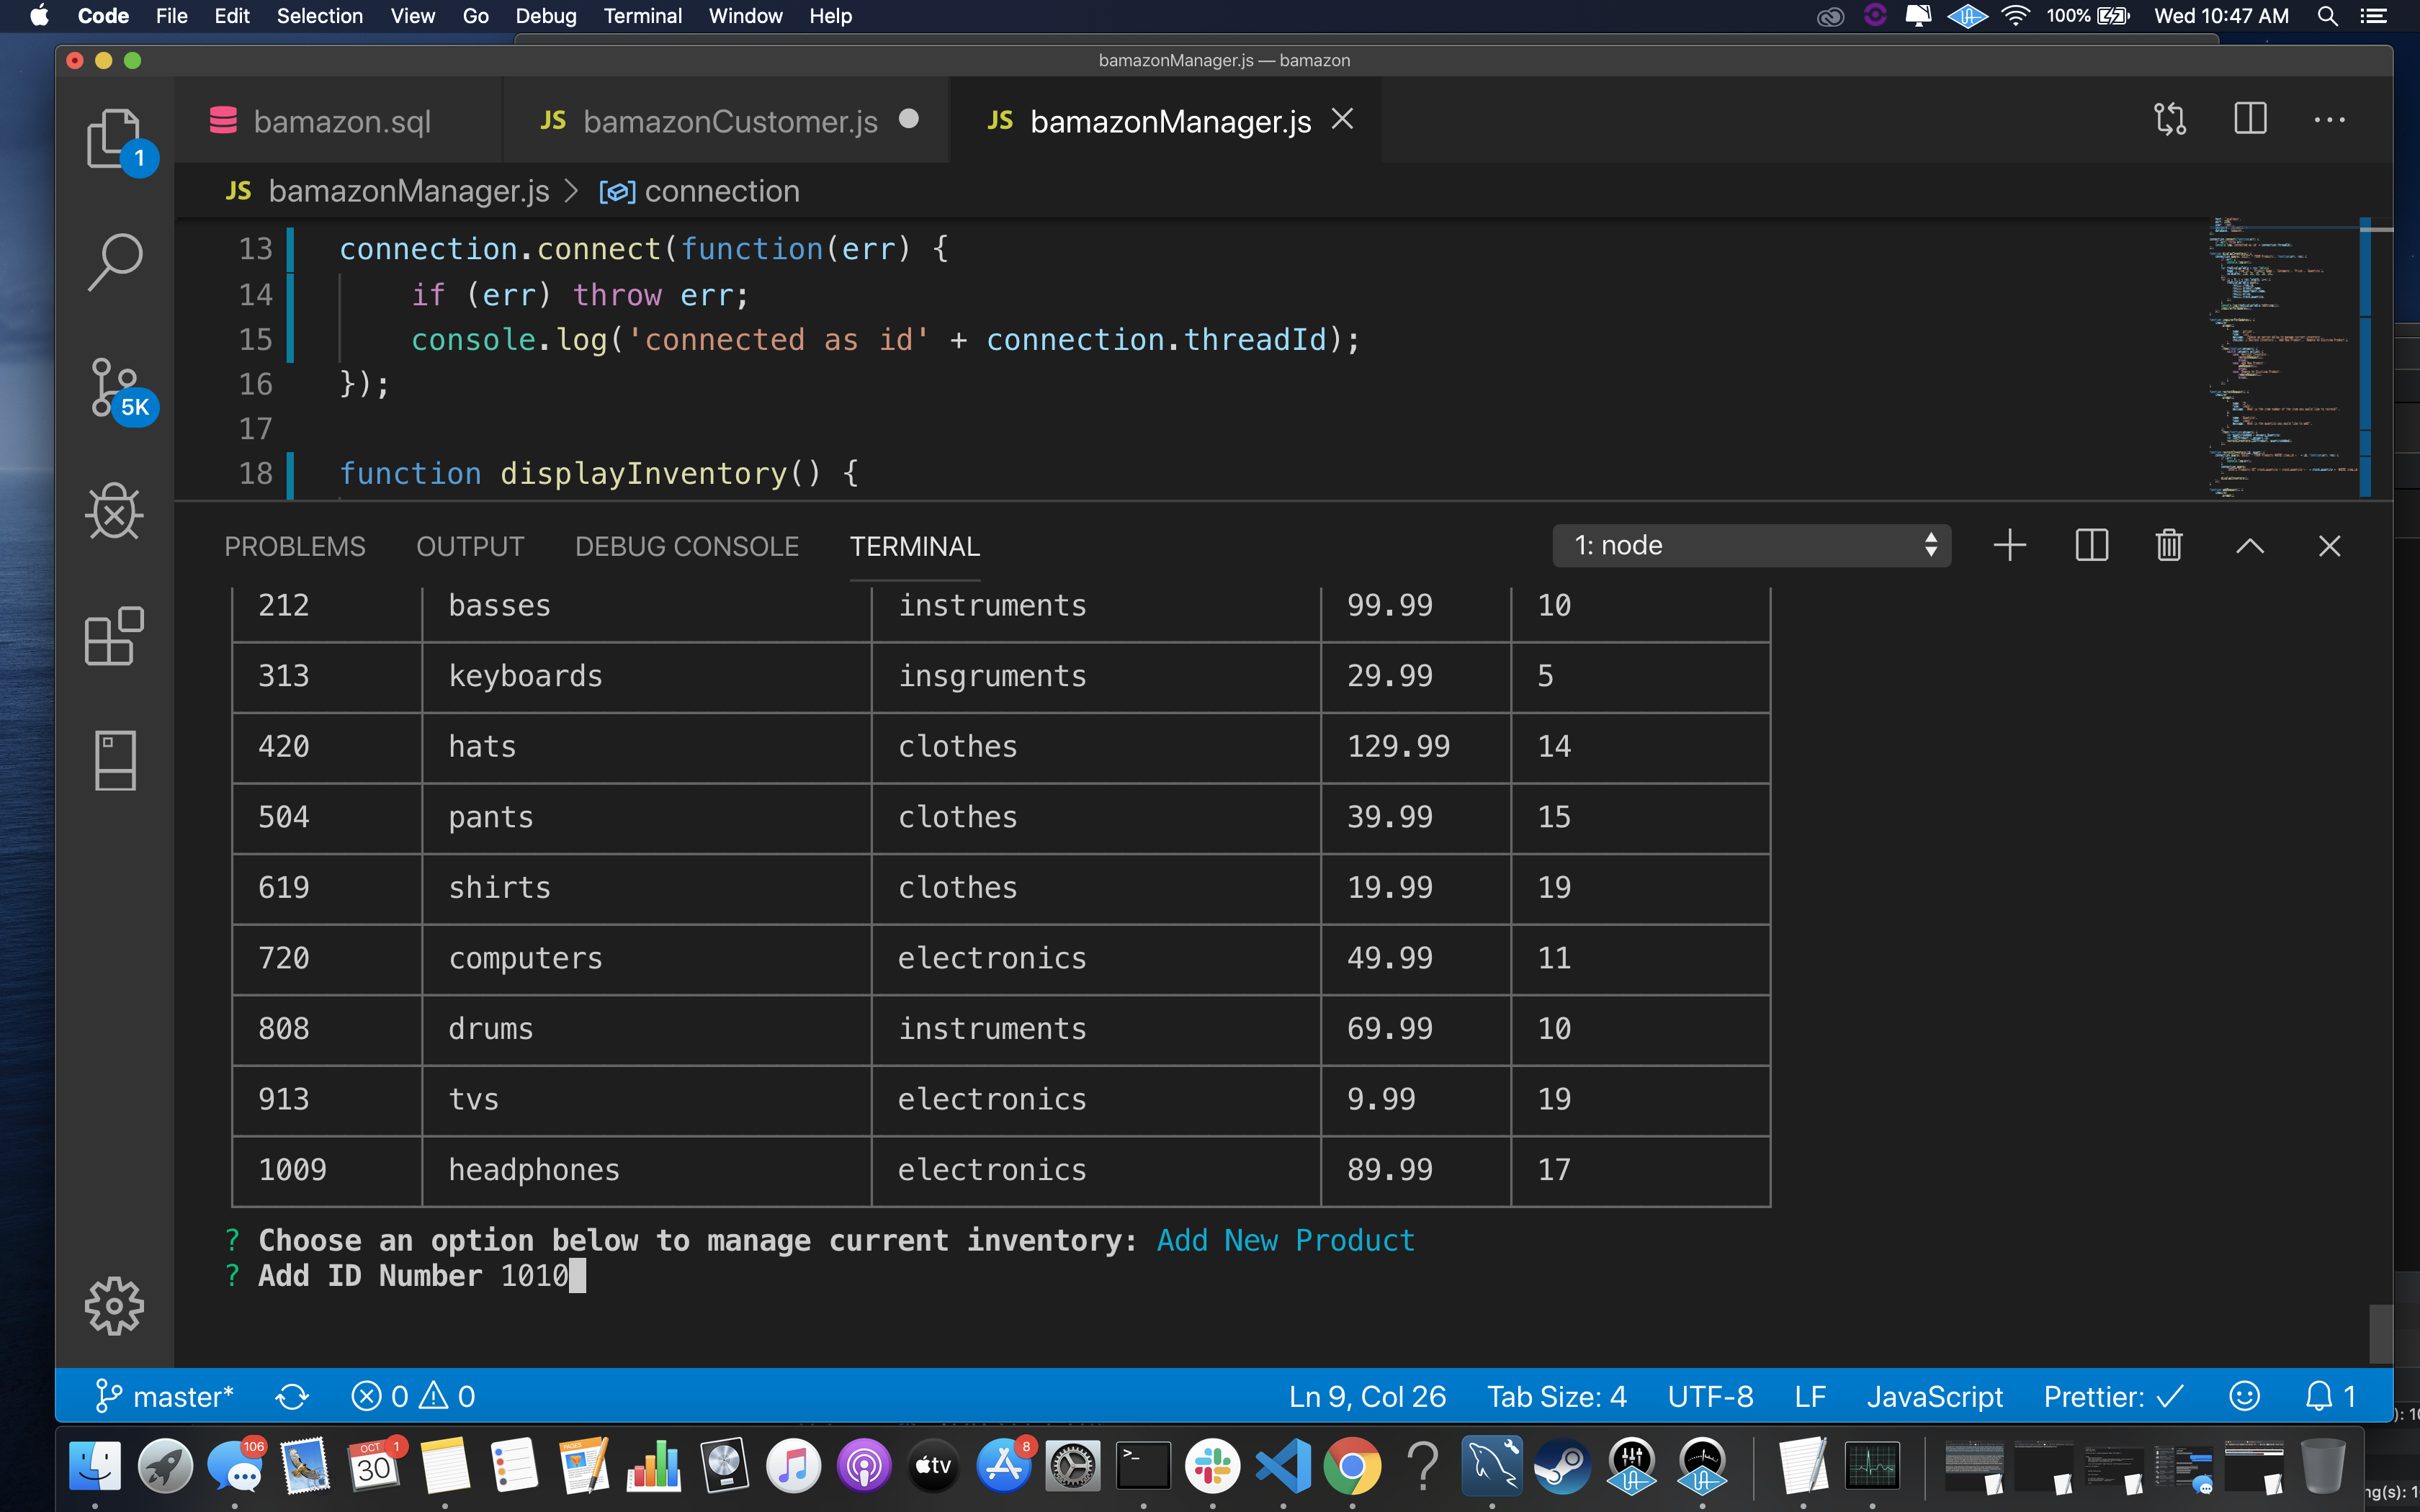 Code File Edit Selection View Go Debug Terminal Window Help 100% Wed 10:47 AM
bamazonManager.js — bamazon
bamazon.sql JS bamazonCustomer.js JS bamazonManager.js
1
JS bamazonManager.js > connection
13 connection.connect(function(err) {
14 if (err) throw err;
15 console.log('connected as id' + connection.threadId);
16 });
17
18 function displayInventory() {
5K
PROBLEMS OUTPUT DEBUG CONSOLE TERMINAL 1: node
212 basses instruments 99.99 10
313 keyboards insgruments 29.99 5
420 hats clothes 129.99 14
504 pants clothes 39.99 15
619 shirts clothes 19.99 19
720 computers electronics 49.99 11
808 drums instruments 69.99 10
913 tvs electronics 9.99 19
1009 headphones electronics 89.99 17
? Choose an option below to manage current inventory: Add New Product
? Add ID Number 1010
master* 0 0 Ln 9, Col 26 Tab Size: 4 UTF-8 LF JavaScript Prettier: ✓ 1
106 OCT 30 1 PAGES tv 8 >_ ?